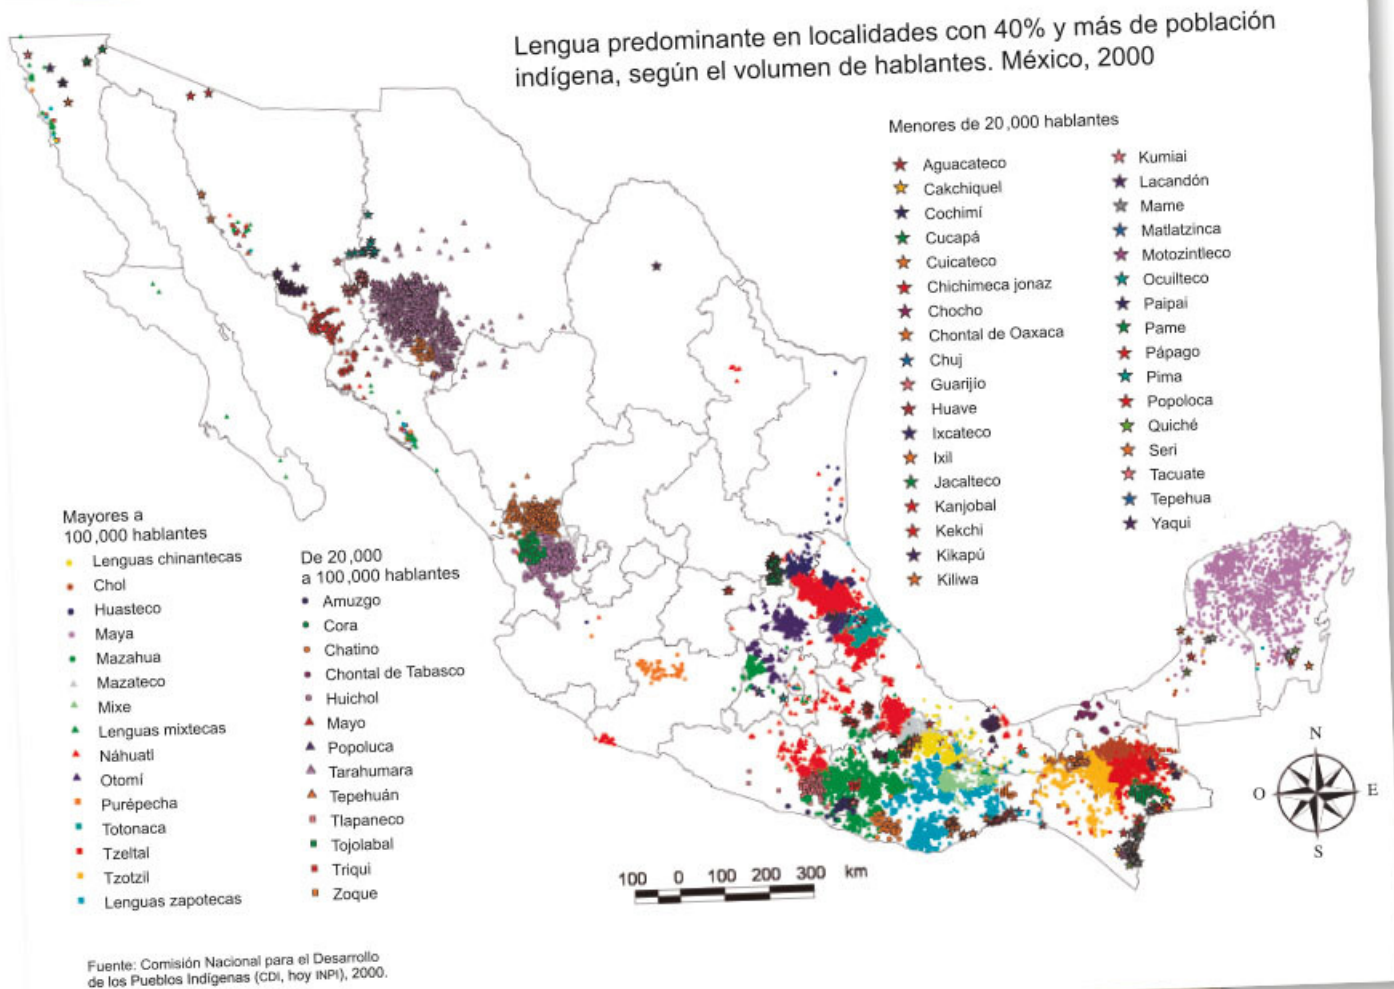 Lengua predominante en localidades con 40% y más de población
indígena, según el volumen de hablantes. México, 2000
Menores de 20,000 hablantes
Aguacateco
Cakchiquel
Cochimí
Cucapá
Cuicateco
Chichimeca jonaz
Chocho
Chontal de Oaxaca
Chuj
Guarijío
Huave
Ixcateco
Ixil
Jacalteco
Kanjobal
Kekchi
Kikapú
Kiliwa
Kumiai
Lacandón
Mame
Matlatzinca
Motozintleco
Ocuilteco
Paipai
Pame
Pápago
Pima
Popoloca
Quiché
Seri
Tacuate
Tepehua
Yaqui
Mayores a
100,000 hablantes
Lenguas chinantecas
Chol
Huasteco
Maya
Mazahua
Mazateco
Mixe
Lenguas mixtecas
Náhuatl
Otomí
Purépecha
Totonaca
Tzeltal
Tzotzil
Lenguas zapotecas
De 20,000
a 100,000 hablantes
Amuzgo
Cora
Chatino
Chontal de Tabasco
Huichol
Mayo
Popoluca
Tarahumara
Tepehuán
Tlapaneco
Tojolabal
Triqui
Zoque
N
O
E
S
100 0 100 200 300 km
Fuente: Comisión Nacional para el Desarrollo
de los Pueblos Indígenas (CDI, hoy INPI), 2000.